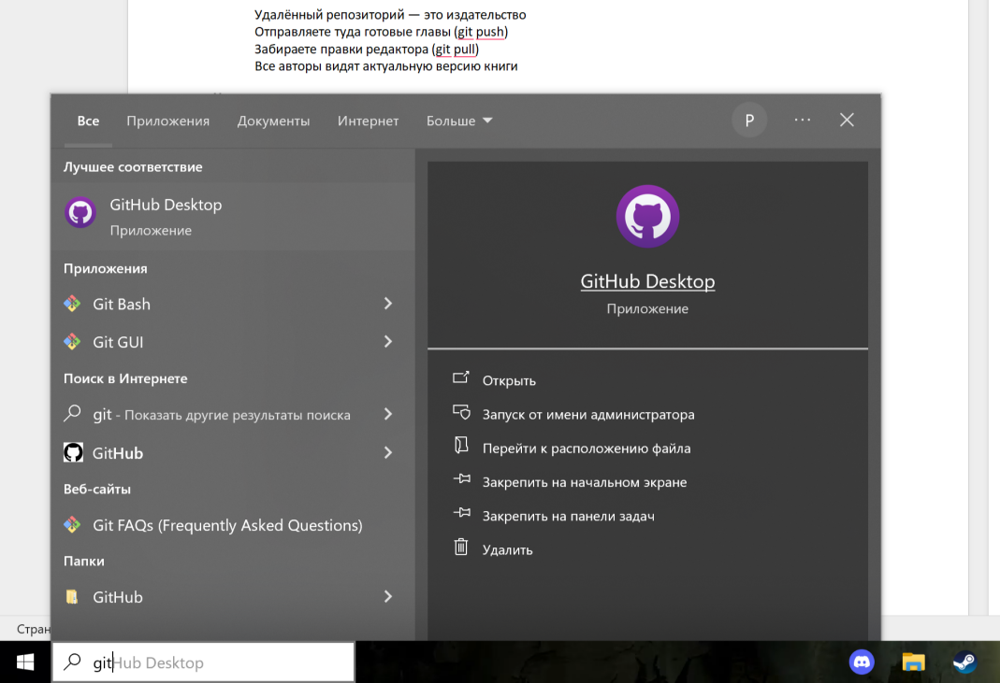 Удалённый репозиторий — это издательство
Отправляете туда готовые главы (git push)
Забираете правки редактора (git pull)
Все авторы видят актуальную версию книги
Все
Приложения
Документы
Интернет
Больше
P
Лучшее соответствие
GitHub Desktop
Приложение
Приложения
Git Bash
Git GUI
Поиск в Интернете
git - Показать другие результаты поиска
GitHub
Веб-сайты
Git FAQs (Frequently Asked Questions)
Папки
GitHub
GitHub Desktop
Приложение
Открыть
Запуск от имени администратора
Перейти к расположению файла
Закрепить на начальном экране
Закрепить на панели задач
Удалить
Стран
gitHub Desktop